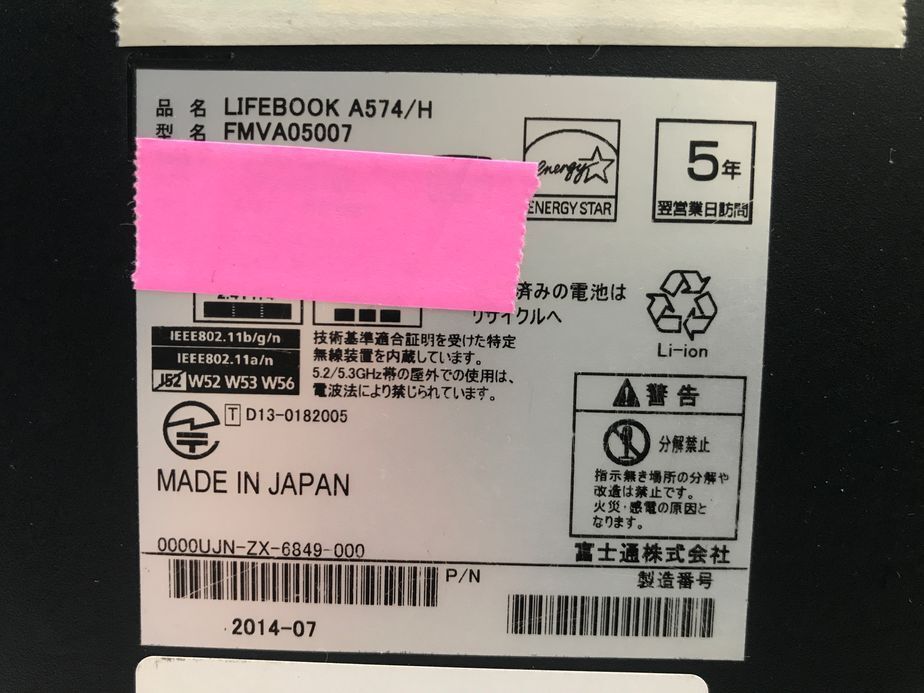 品名 LIFEBOOK A574/H
型名 FMVA05007
energy
ENERGY STAR
5年
翌営業日訪問
済みの電池は
リサイクルへ
Li-ion
IEEE802.11b/g/n
IEEE802.11a/n
J52 W52 W53 W56
技術基準適合証明を受けた特定
無線装置を内蔵しています。
5.2/5.3GHz帯の屋外での使用は、
電波法により禁じられています。
T D13-0182005
MADE IN JAPAN
警告
分解禁止
指示無き場所の分解や
改造は禁止です。
火災・感電の原因と
なります。
0000UJN-ZX-6849-000
富士通株式会社
P/N
製造番号
2014-07